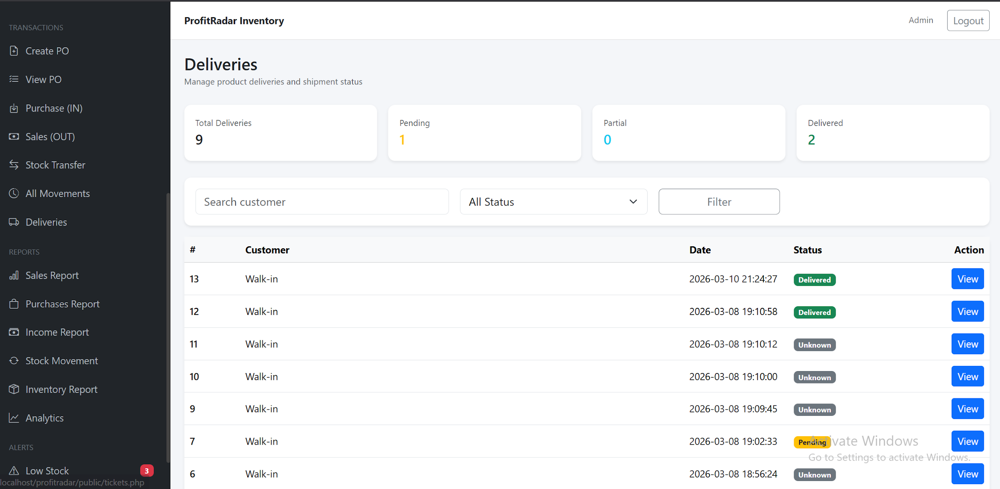 TRANSACTIONS
Create PO
View PO
Purchase (IN)
Sales (OUT)
Stock Transfer
All Movements
Deliveries
REPORTS
Sales Report
Purchases Report
Income Report
Stock Movement
Inventory Report
Analytics
ALERTS
Low Stock 3
localhost/profitradar/public/tickets.php
ProfitRadar Inventory Admin Logout
Deliveries
Manage product deliveries and shipment status
Total Deliveries Pending Partial Delivered
9 1 0 2
Search customer All Status Filter
# Customer Date Status Action
13 Walk-in 2026-03-10 21:24:27 Delivered View
12 Walk-in 2026-03-08 19:10:58 Delivered View
11 Walk-in 2026-03-08 19:10:12 Unknown View
10 Walk-in 2026-03-08 19:10:00 Unknown View
9 Walk-in 2026-03-08 19:09:45 Unknown View
7 Walk-in 2026-03-08 19:02:33 Pending View
Activate Windows
Go to Settings to activate Windows.
6 Walk-in 2026-03-08 18:56:24 Unknown View